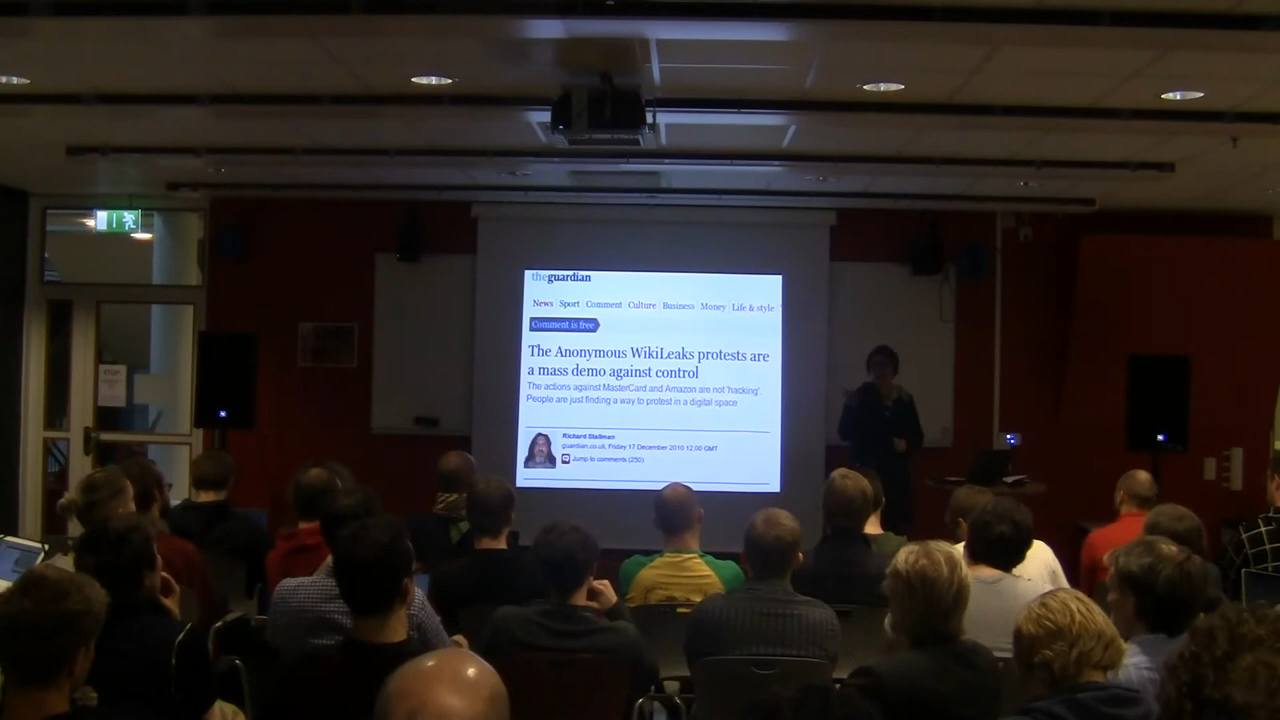 theguardian
News Sport Comment Culture Business Money Life & style
Comment is free
The Anonymous WikiLeaks protests are
a mass demo against control
The actions against MasterCard and Amazon are not 'hacking'.
People are just finding a way to protest in a digital space
Richard Stallman
guardian.co.uk, Friday 17 December 2010 12.00 GMT
Jump to comments (250)